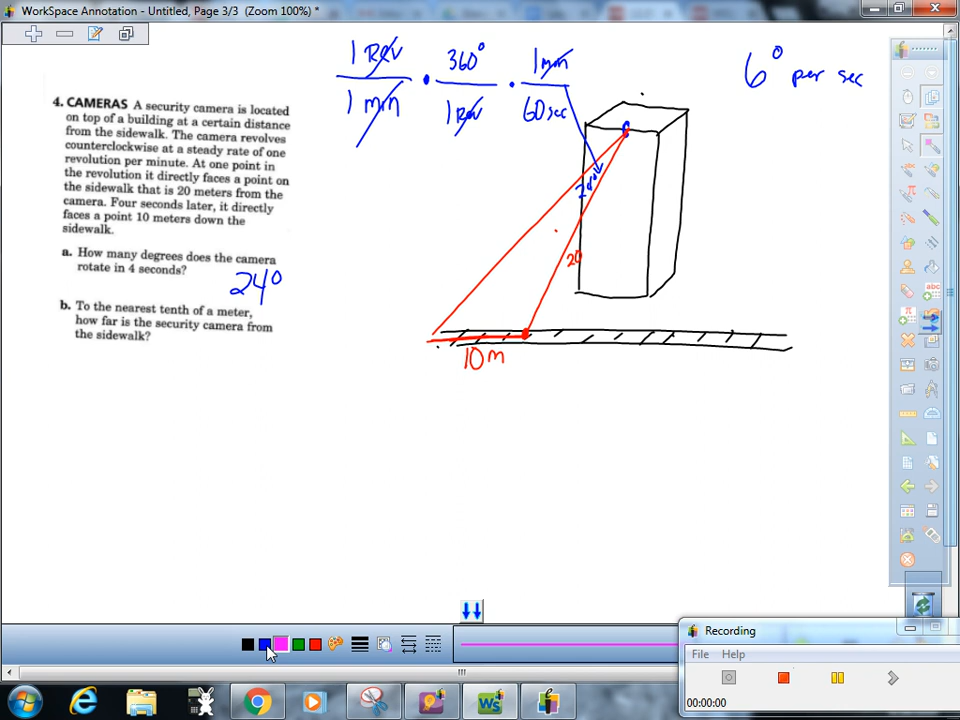 WorkSpace Annotation - Untitled, Page 3/3 (Zoom 100%) *
1 Rev 360° 1 min
1 min · 1 Rev · 60 sec
6° per sec
4. CAMERAS A security camera is located
on top of a building at a certain distance
from the sidewalk. The camera revolves
counterclockwise at a steady rate of one
revolution per minute. At one point in
the revolution it directly faces a point on
the sidewalk that is 20 meters from the
camera. Four seconds later, it directly
faces a point 10 meters down the
sidewalk.
a. How many degrees does the camera
rotate in 4 seconds?
24°
b. To the nearest tenth of a meter,
how far is the security camera from
the sidewalk?
24°
20
10m
abc
Recording
File Help
00:00:00